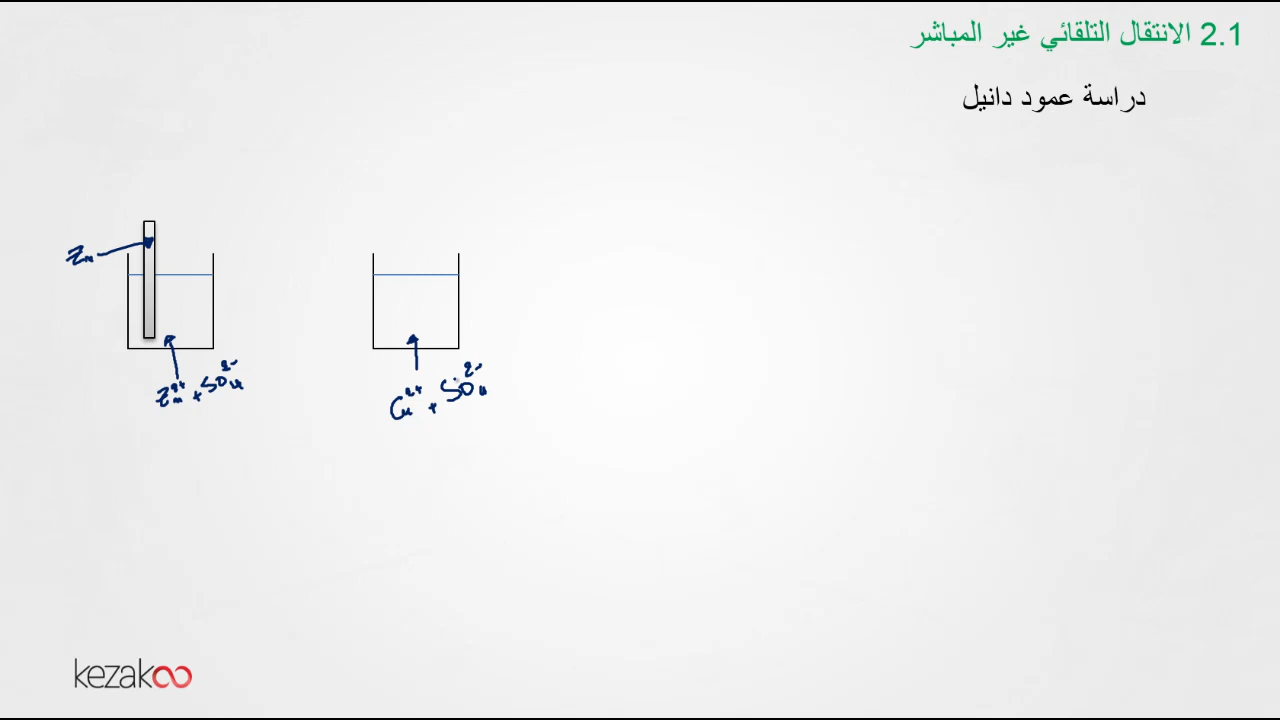 2.1 الانتقال التلقائي غير المباشر
دراسة عمود دانيل
Zn
Zn²⁺ + SO₄²⁻
Cu²⁺ + SO₄²⁻
kezakoo